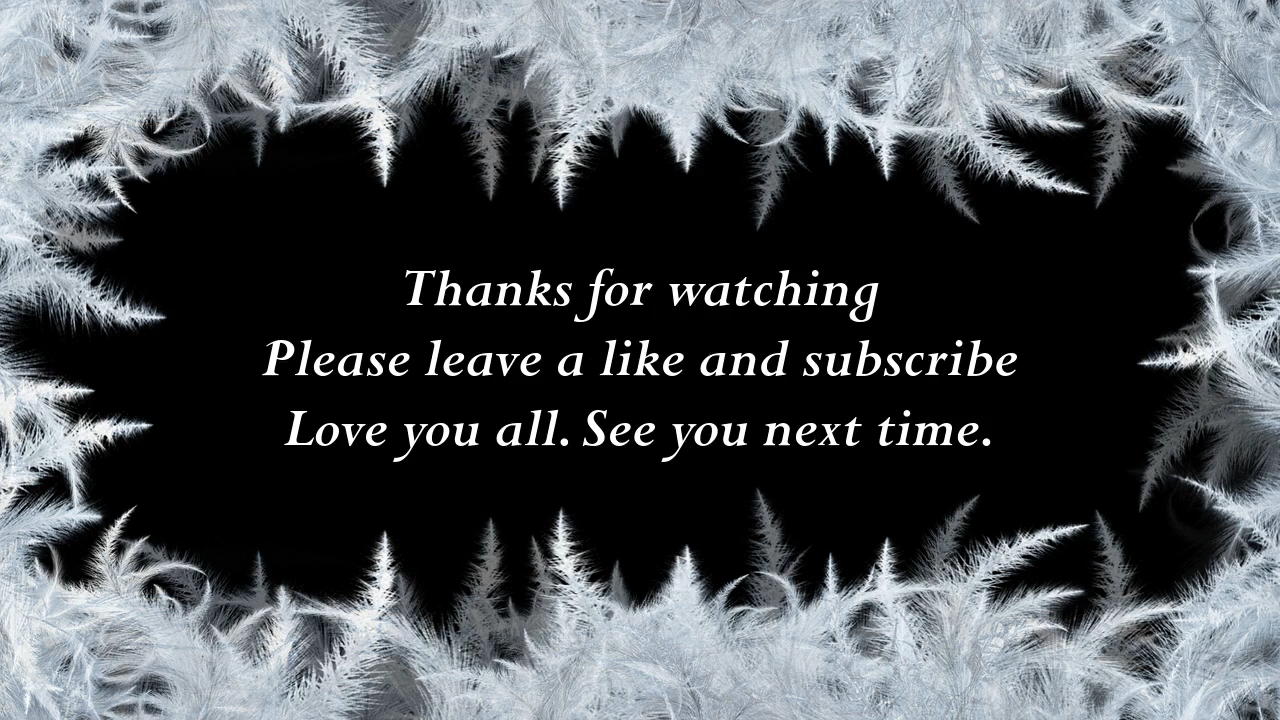 Thanks for watching
Please leave a like and subscribe
Love you all. See you next time.